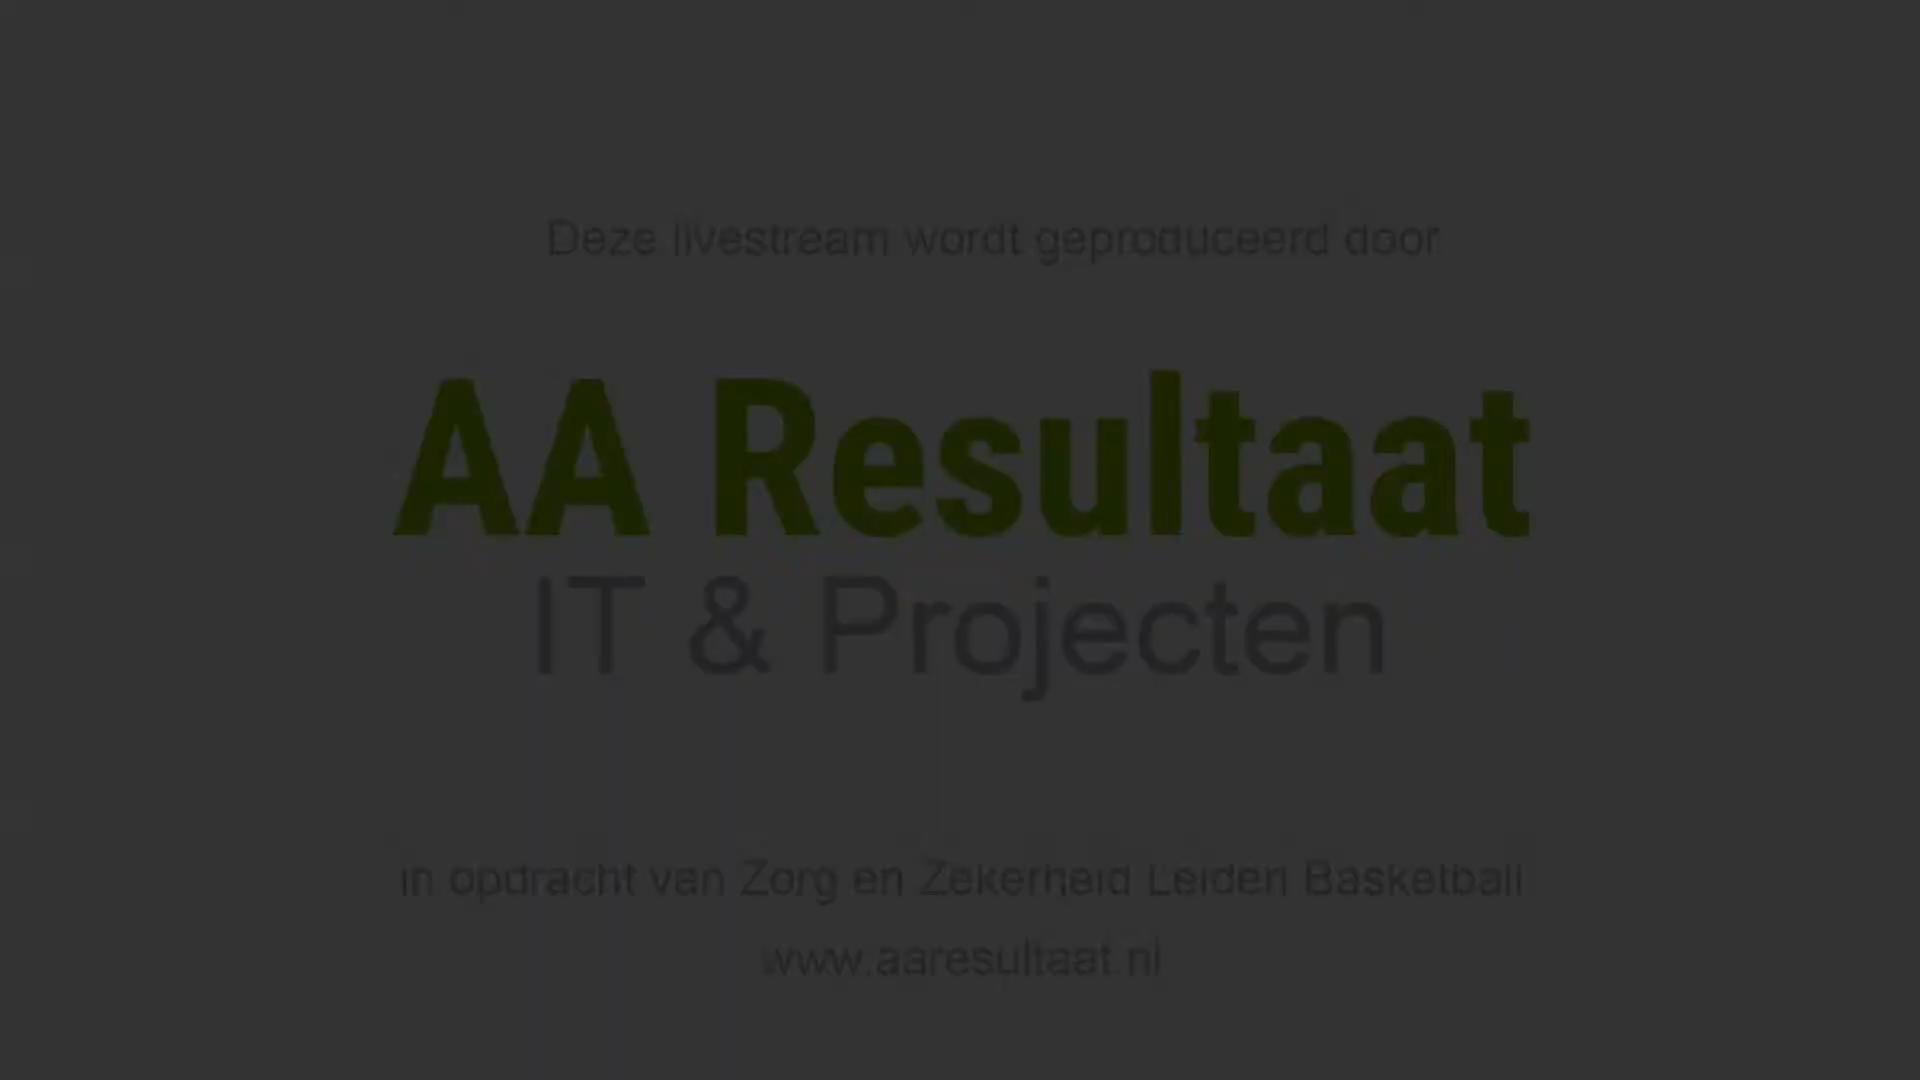 Deze livestream wordt geproduceerd door
AA Resultaat
IT & Projecten
in opdracht van Zorg en Zekerheid Leiden Basketball
www.aaresultaat.nl